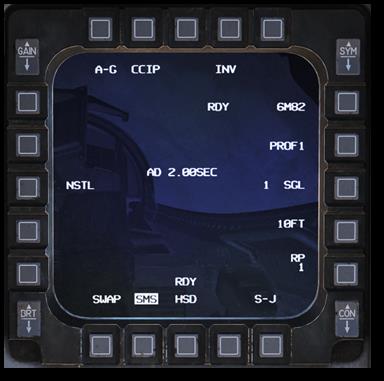 GAIN SYM
A-G CCIP INV
RDY 6M82
PROF1
AD 2.00SEC
NSTL 1 SGL
10FT
RP
1
RDY
SWAP SMS HSD S-J
BRT CON